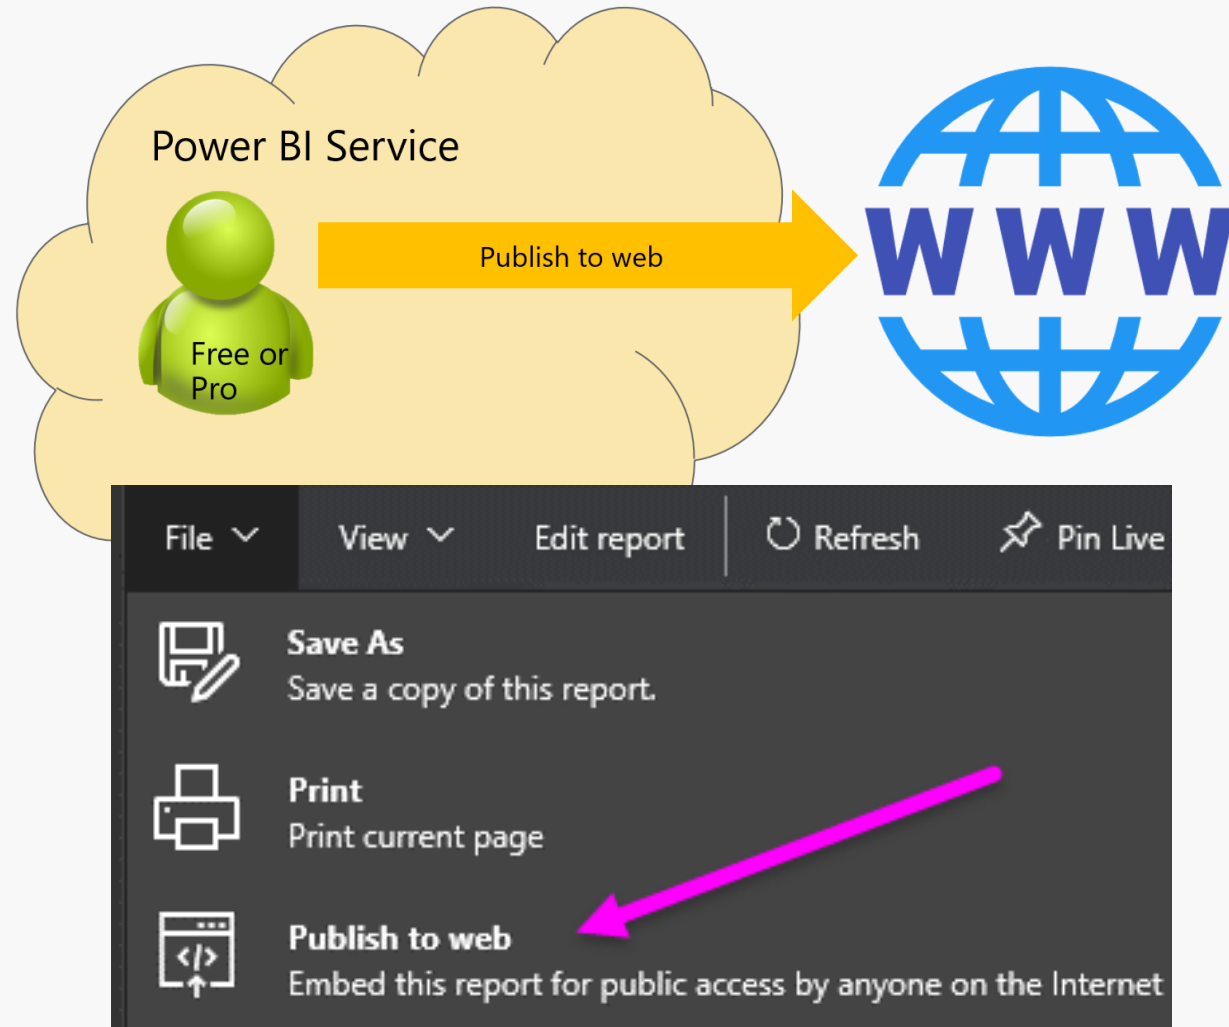 Power BI Service
Publish to web
Free or
Pro
WWW
File
View
Edit report
Refresh
Pin Live
Save As
Save a copy of this report.
Print
Print current page
Publish to web
Embed this report for public access by anyone on the Internet